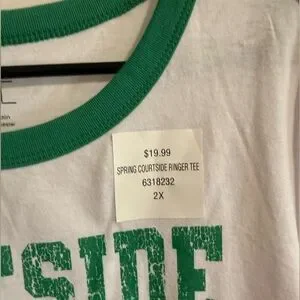 $19.99
SPRING COURTSIDE RINGER TEE
6318232
2X
SIDE